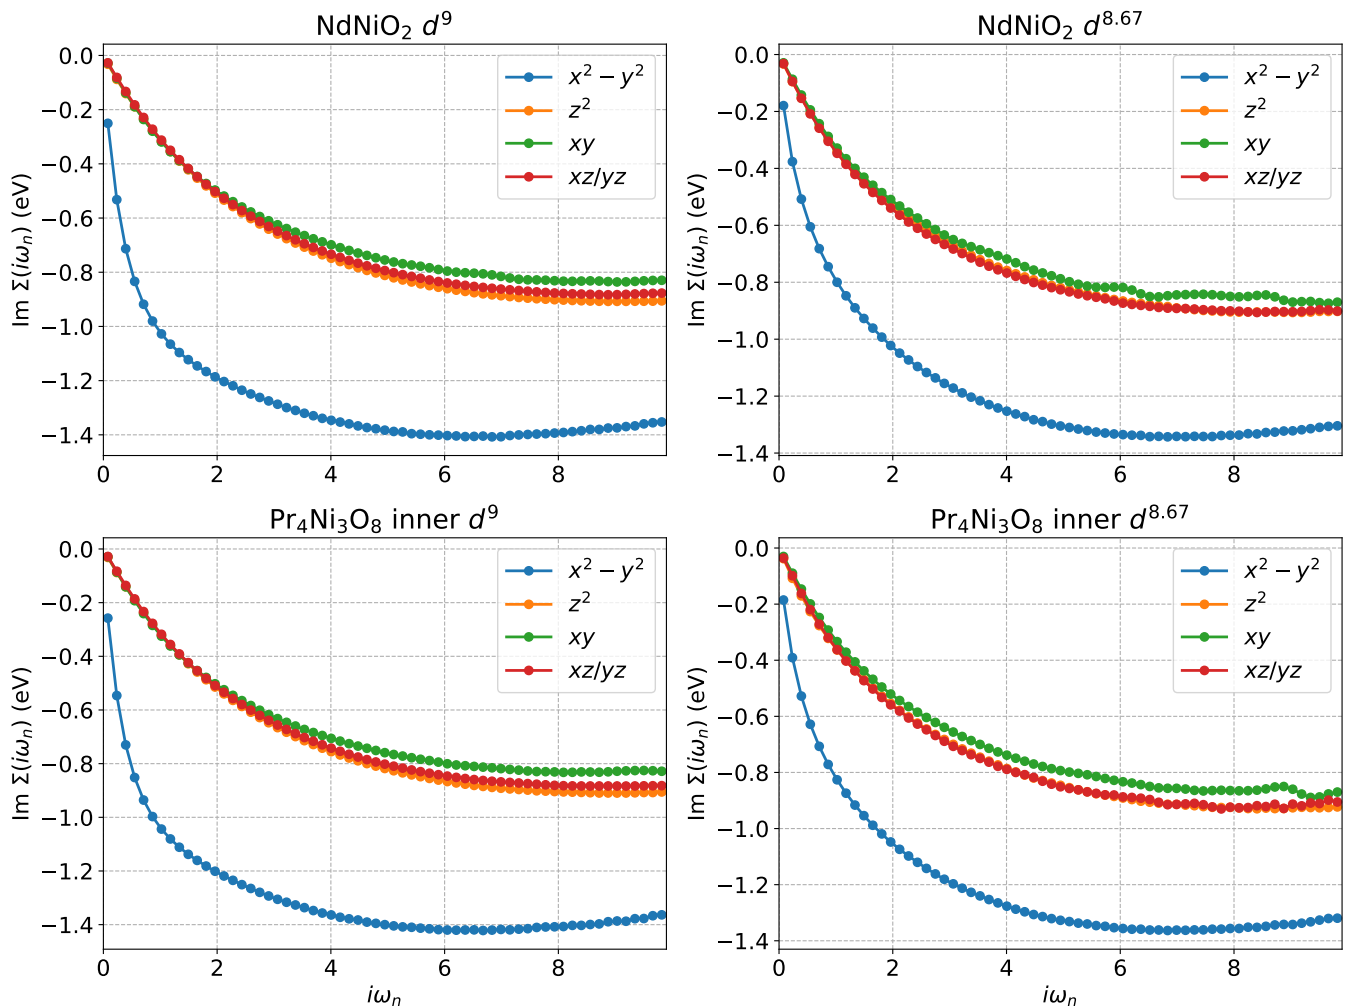 NdNiO₂ d⁹
0.0
−0.2
−0.4
−0.6
−0.8
−1.0
−1.2
−1.4
Im Σ(iωₙ) (eV)
x² − y²
z²
xy
xz/yz
0 2 4 6 8
NdNiO₂ d⁸·⁶⁷
0.0
−0.2
−0.4
−0.6
−0.8
−1.0
−1.2
−1.4
Im Σ(iωₙ) (eV)
x² − y²
z²
xy
xz/yz
0 2 4 6 8
Pr₄Ni₃O₈ inner d⁹
0.0
−0.2
−0.4
−0.6
−0.8
−1.0
−1.2
−1.4
Im Σ(iωₙ) (eV)
x² − y²
z²
xy
xz/yz
0 2 4 6 8
iωₙ
Pr₄Ni₃O₈ inner d⁸·⁶⁷
0.0
−0.2
−0.4
−0.6
−0.8
−1.0
−1.2
−1.4
Im Σ(iωₙ) (eV)
x² − y²
z²
xy
xz/yz
0 2 4 6 8
iωₙ